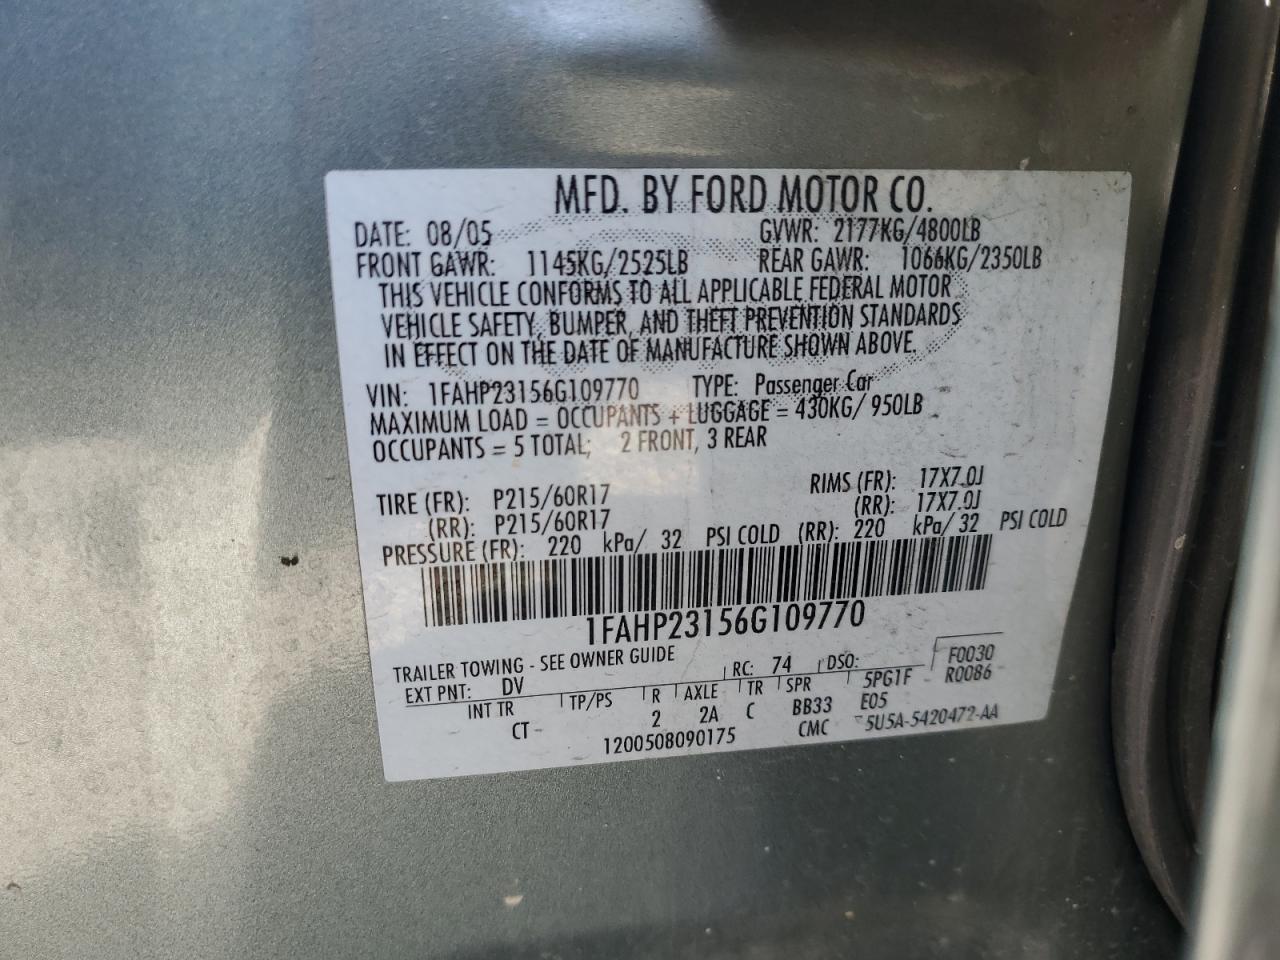 MFD. BY FORD MOTOR CO.
DATE: 08/05 GVWR: 2177KG/4800LB
FRONT GAWR: 1145KG/2525LB REAR GAWR: 1066KG/2350LB
THIS VEHICLE CONFORMS TO ALL APPLICABLE FEDERAL MOTOR
VEHICLE SAFETY, BUMPER, AND THEFT PREVENTION STANDARDS
IN EFFECT ON THE DATE OF MANUFACTURE SHOWN ABOVE.
VIN: 1FAHP23156G109770 TYPE: Passenger Car
MAXIMUM LOAD = OCCUPANTS + LUGGAGE = 430KG/ 950LB
OCCUPANTS = 5 TOTAL; 2 FRONT, 3 REAR
TIRE (FR): P215/60R17 RIMS (FR): 17X7.0J
(RR): P215/60R17 (RR): 17X7.0J
PRESSURE (FR): 220 kPa/ 32 PSI COLD (RR): 220 kPa/ 32 PSI COLD
1FAHP23156G109770
TRAILER TOWING - SEE OWNER GUIDE RC: 74 DSO: F0030
EXT PNT: DV 5PG1F R0086
INT TR TP/PS R AXLE TR SPR E05
CT 2 2A C BB33
1200508090175 CMC 5U5A-5420472-AA